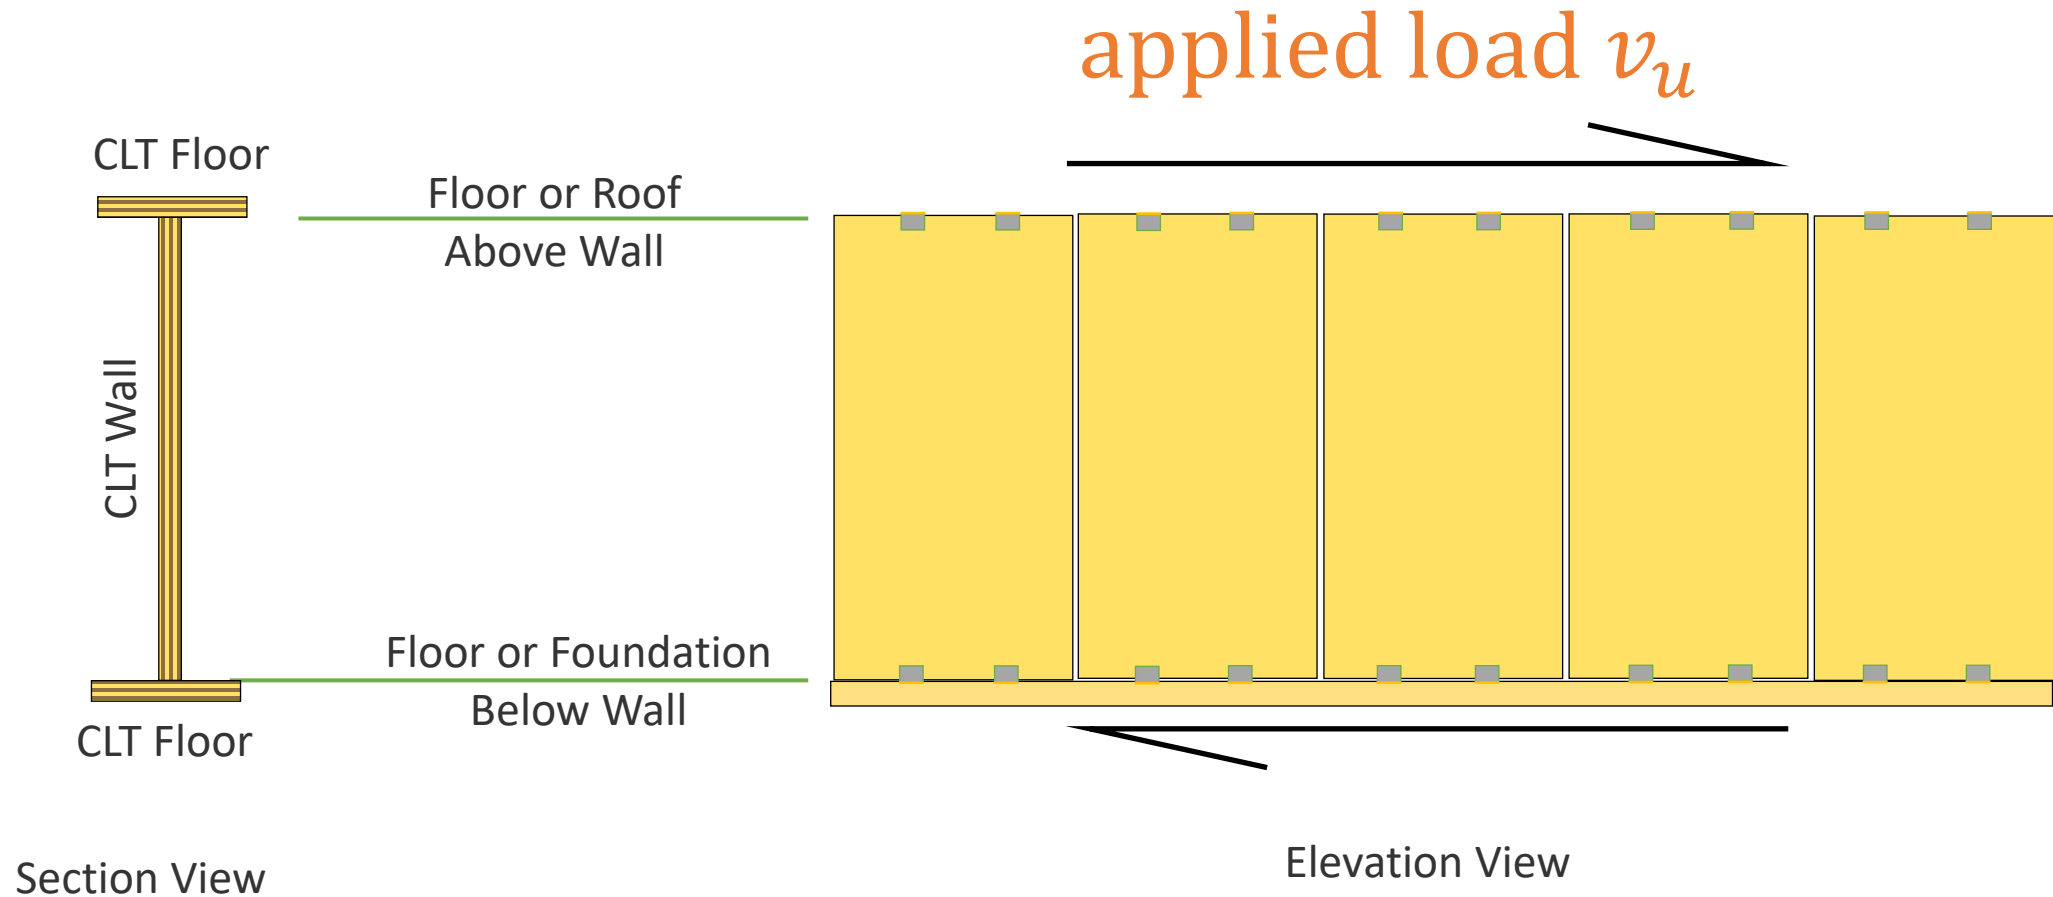 applied load v_u
CLT Floor
Floor or Roof
Above Wall
CLT Wall
Floor or Foundation
Below Wall
CLT Floor
Section View
Elevation View